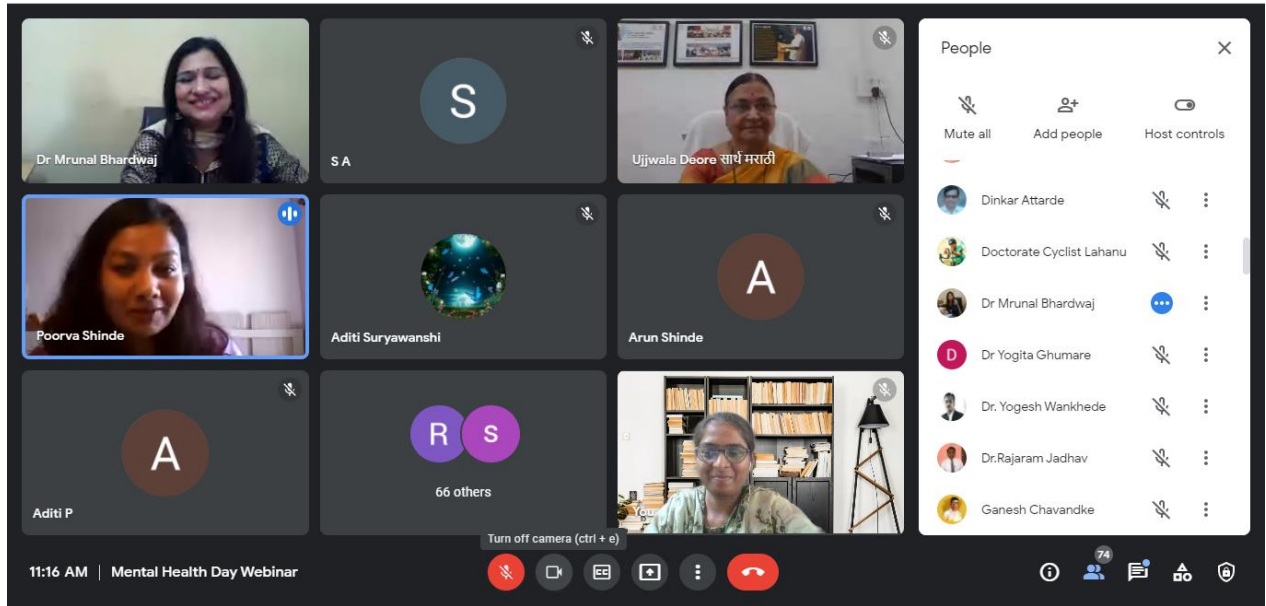 Dr Mrunal Bhardwaj
S
S A
Ujjwala Deore सार्थ मराठी
Poorva Shinde
Aditi Suryawanshi
A
Arun Shinde
A
Aditi P
R S
66 others
You
Turn off camera (ctrl + e)
11:16 AM | Mental Health Day Webinar
CC
74
People
Mute all Add people Host controls
Dinkar Attarde
Doctorate Cyclist Lahanu
Dr Mrunal Bhardwaj
D Dr Yogita Ghumare
Dr. Yogesh Wankhede
Dr.Rajaram Jadhav
Ganesh Chavandke